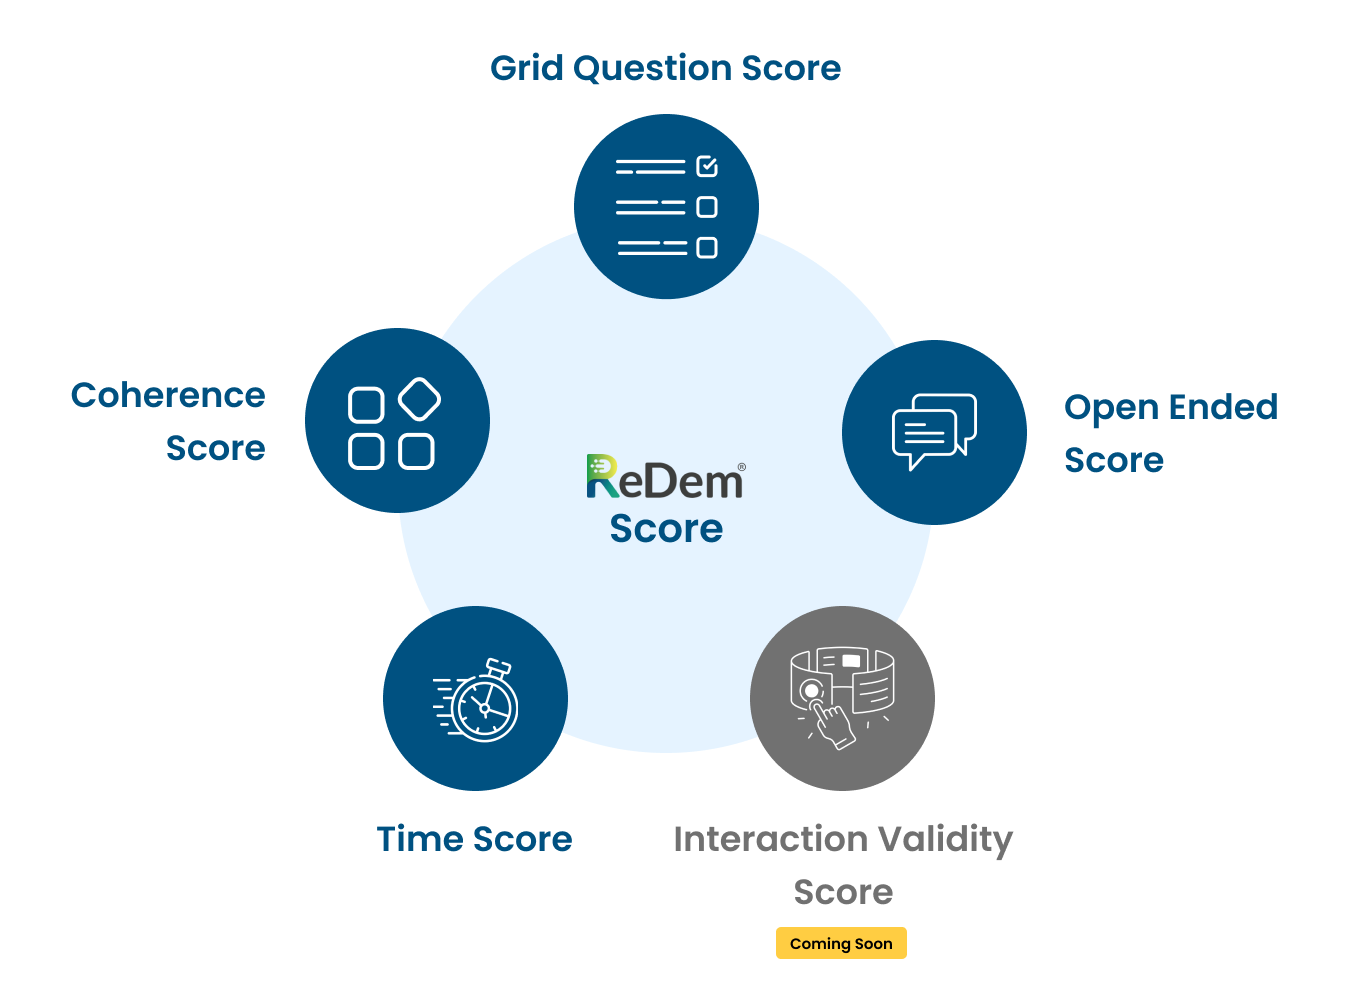 Grid Question Score
Coherence
Score
Open Ended
Score
ReDem®
Score
Time Score
Interaction Validity
Score
Coming Soon